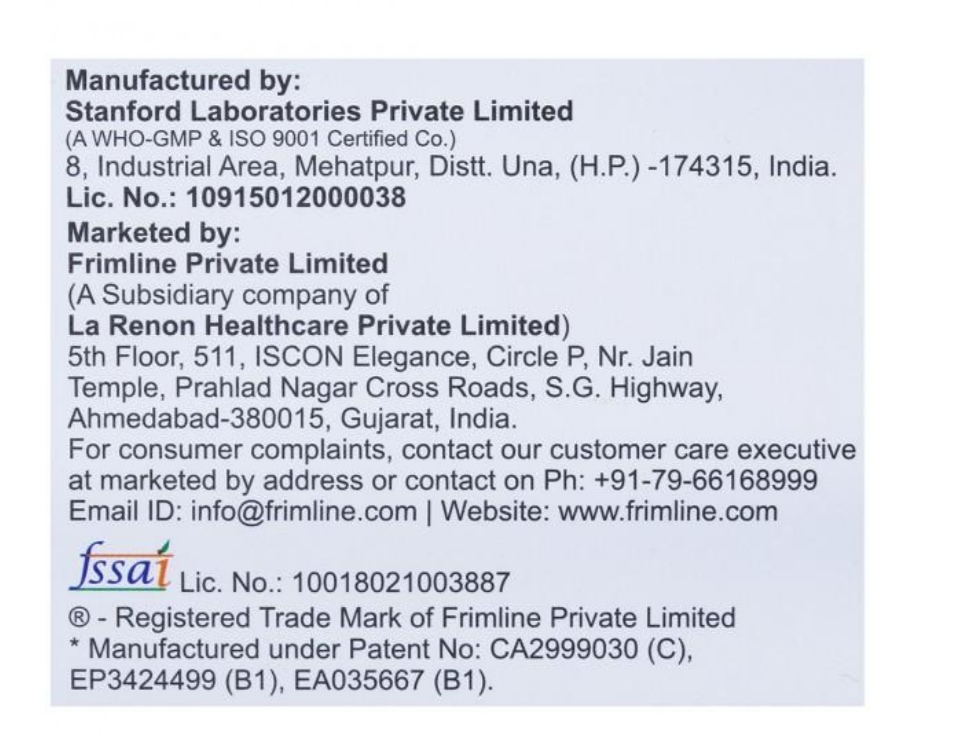 Manufactured by:
Stanford Laboratories Private Limited
(A WHO-GMP & ISO 9001 Certified Co.)
8, Industrial Area, Mehatpur, Distt. Una, (H.P.) -174315, India.
Lic. No.: 10915012000038
Marketed by:
Frimline Private Limited
(A Subsidiary company of
La Renon Healthcare Private Limited)
5th Floor, 511, ISCON Elegance, Circle P, Nr. Jain
Temple, Prahlad Nagar Cross Roads, S.G. Highway,
Ahmedabad-380015, Gujarat, India.
For consumer complaints, contact our customer care executive
at marketed by address or contact on Ph: +91-79-66168999
Email ID: info@frimline.com | Website: www.frimline.com
fssai Lic. No.: 10018021003887
® - Registered Trade Mark of Frimline Private Limited
* Manufactured under Patent No: CA2999030 (C),
EP3424499 (B1), EA035667 (B1).